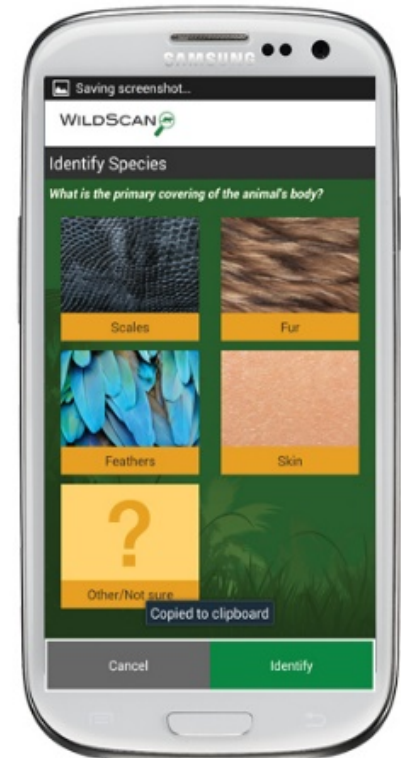 SAMSUNG
Saving screenshot...
WILDSCAN
Identify Species
What is the primary covering of the animal's body?
Scales
Fur
Feathers
Skin
?
Other/Not sure
Copied to clipboard
Cancel
Identify